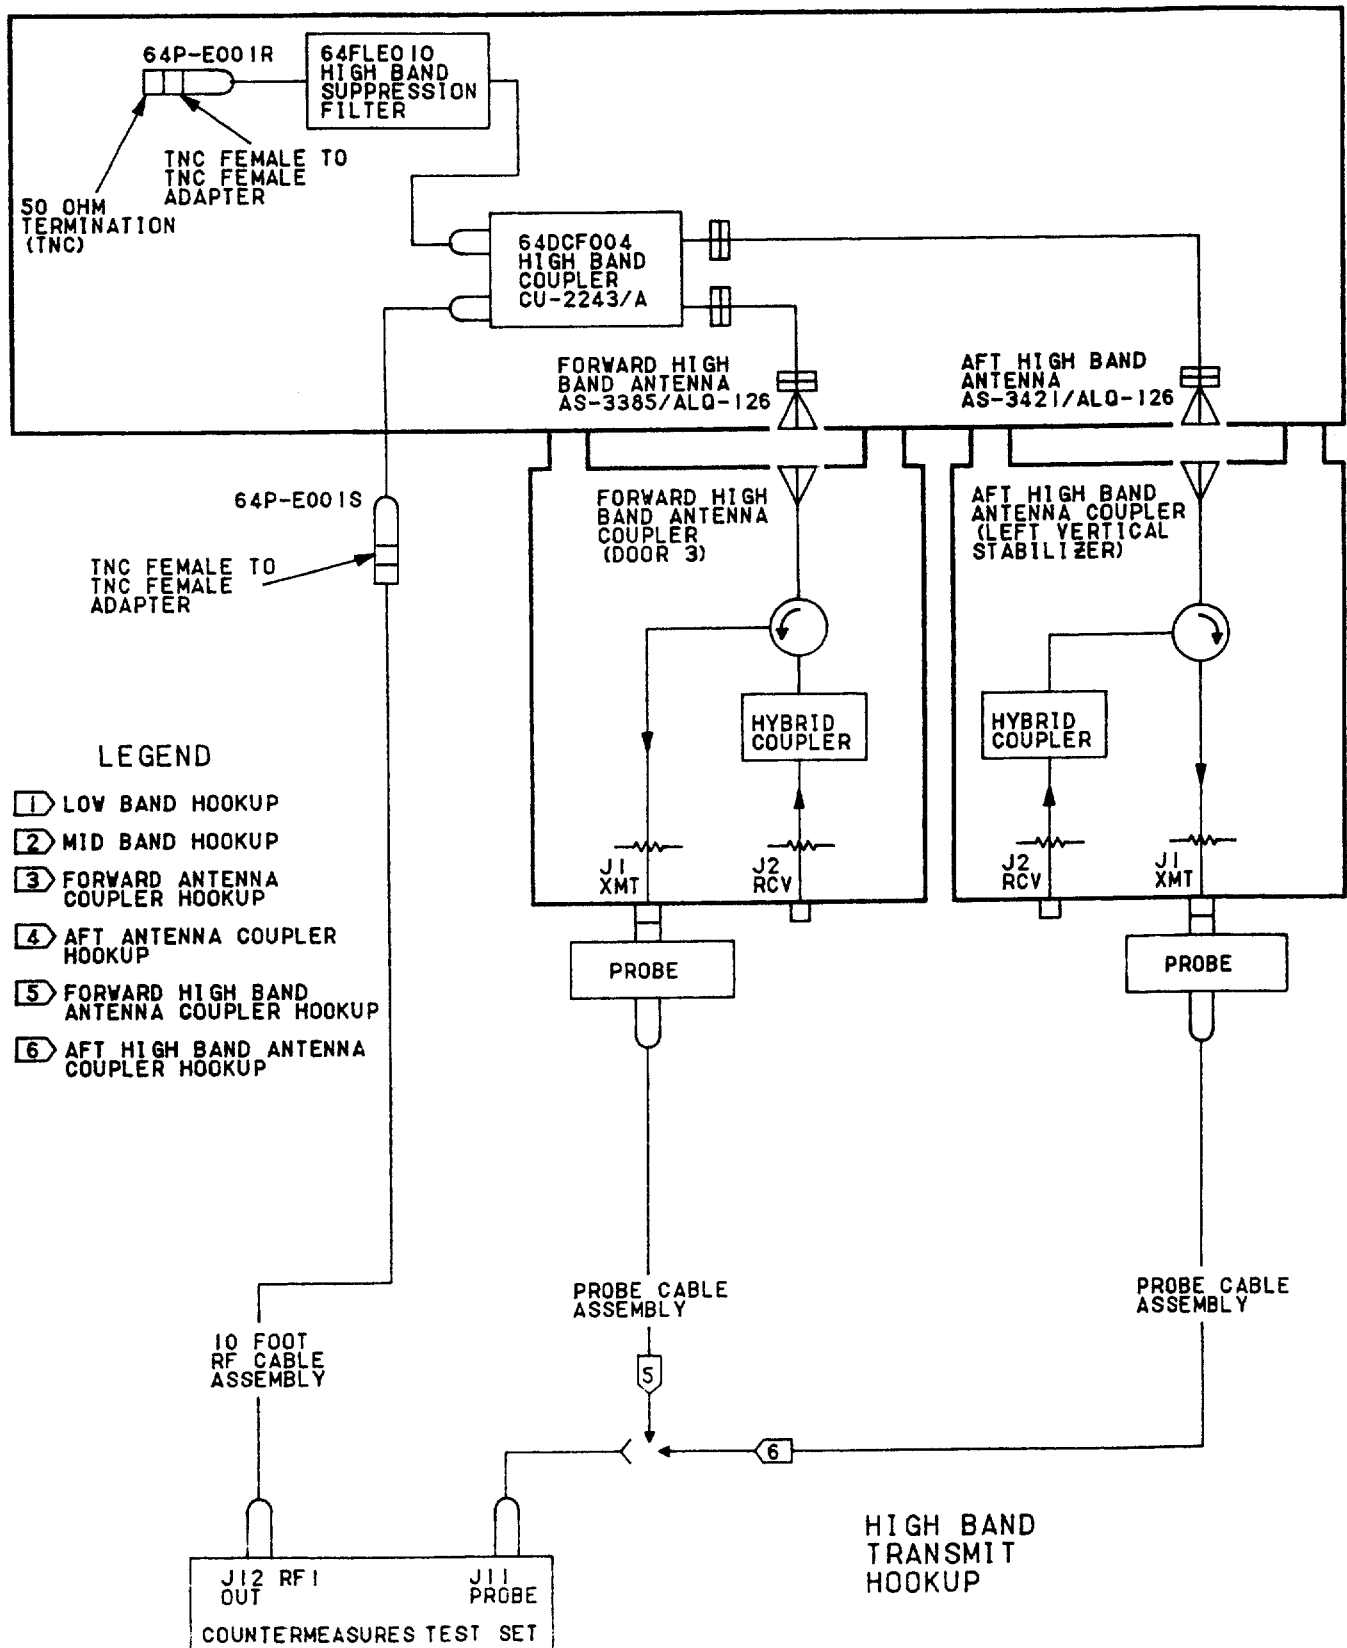 64P-E001R
64FLE010
HIGH BAND
SUPPRESSION
FILTER
TNC FEMALE TO
TNC FEMALE
ADAPTER
50 OHM
TERMINATION
(TNC)
64DCF004
HIGH BAND
COUPLER
CU-2243/A
FORWARD HIGH
BAND ANTENNA
AS-3385/ALQ-126
AFT HIGH BAND
ANTENNA
AS-3421/ALQ-126
64P-E001S
TNC FEMALE TO
TNC FEMALE
ADAPTER
FORWARD HIGH
BAND ANTENNA
COUPLER
(DOOR 3)
AFT HIGH BAND
ANTENNA COUPLER
(LEFT VERTICAL
STABILIZER)
HYBRID
COUPLER
HYBRID
COUPLER
J1
XMT
J2
RCV
J2
RCV
J1
XMT
PROBE
PROBE
LEGEND
1 LOW BAND HOOKUP
2 MID BAND HOOKUP
3 FORWARD ANTENNA
COUPLER HOOKUP
4 AFT ANTENNA COUPLER
HOOKUP
5 FORWARD HIGH BAND
ANTENNA COUPLER HOOKUP
6 AFT HIGH BAND ANTENNA
COUPLER HOOKUP
PROBE CABLE
ASSEMBLY
PROBE CABLE
ASSEMBLY
10 FOOT
RF CABLE
ASSEMBLY
5
6
HIGH BAND
TRANSMIT
HOOKUP
J12 RF1
OUT
J11
PROBE
COUNTERMEASURES TEST SET